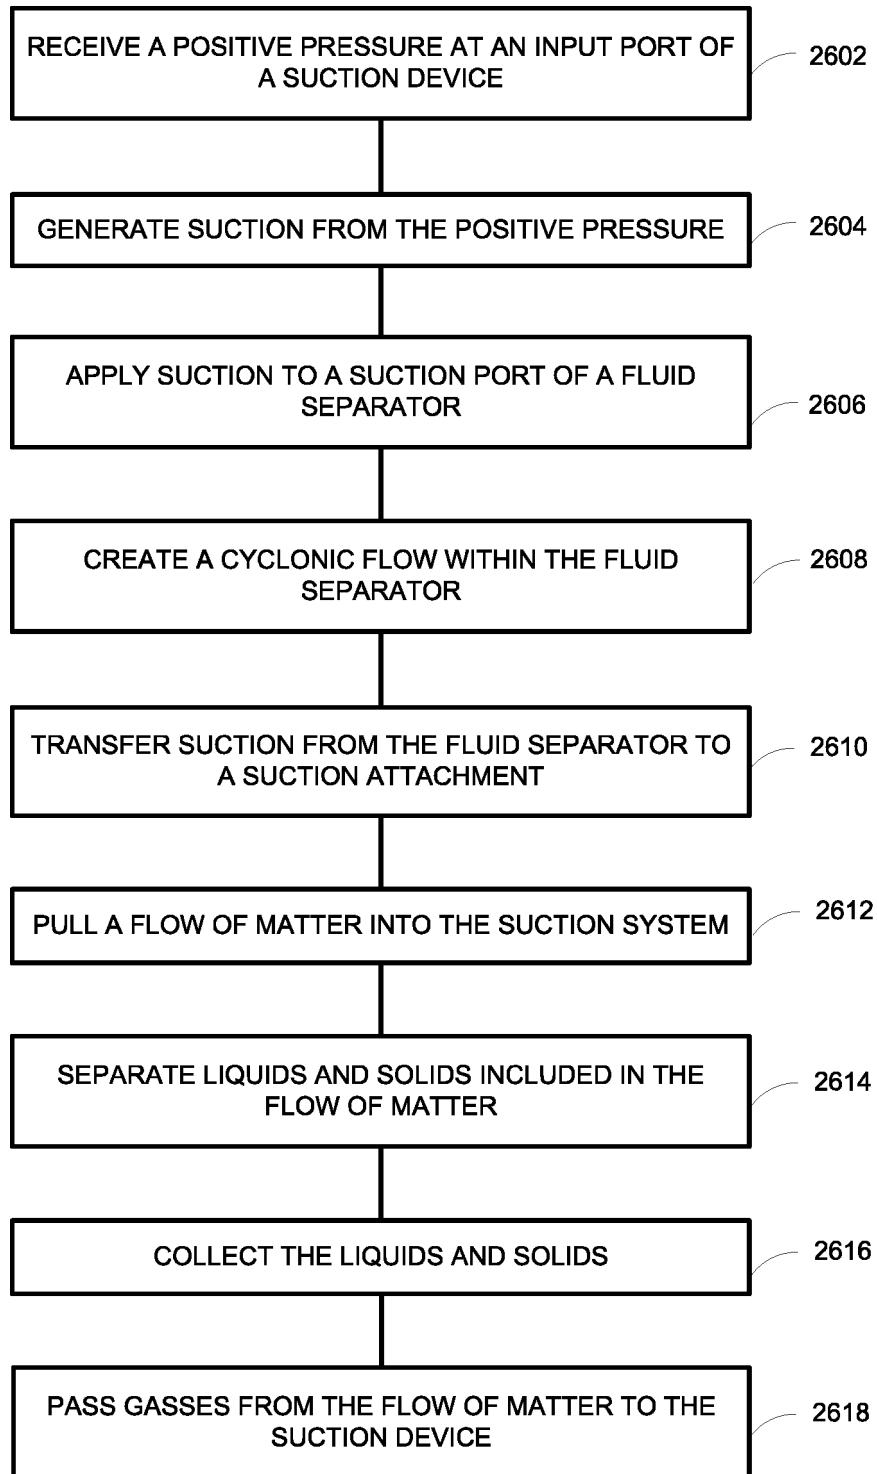 RECEIVE A POSITIVE PRESSURE AT AN INPUT PORT OF
A SUCTION DEVICE
2602
GENERATE SUCTION FROM THE POSITIVE PRESSURE
2604
APPLY SUCTION TO A SUCTION PORT OF A FLUID
SEPARATOR
2606
CREATE A CYCLONIC FLOW WITHIN THE FLUID
SEPARATOR
2608
TRANSFER SUCTION FROM THE FLUID SEPARATOR TO
A SUCTION ATTACHMENT
2610
PULL A FLOW OF MATTER INTO THE SUCTION SYSTEM
2612
SEPARATE LIQUIDS AND SOLIDS INCLUDED IN THE
FLOW OF MATTER
2614
COLLECT THE LIQUIDS AND SOLIDS
2616
PASS GASSES FROM THE FLOW OF MATTER TO THE
SUCTION DEVICE
2618